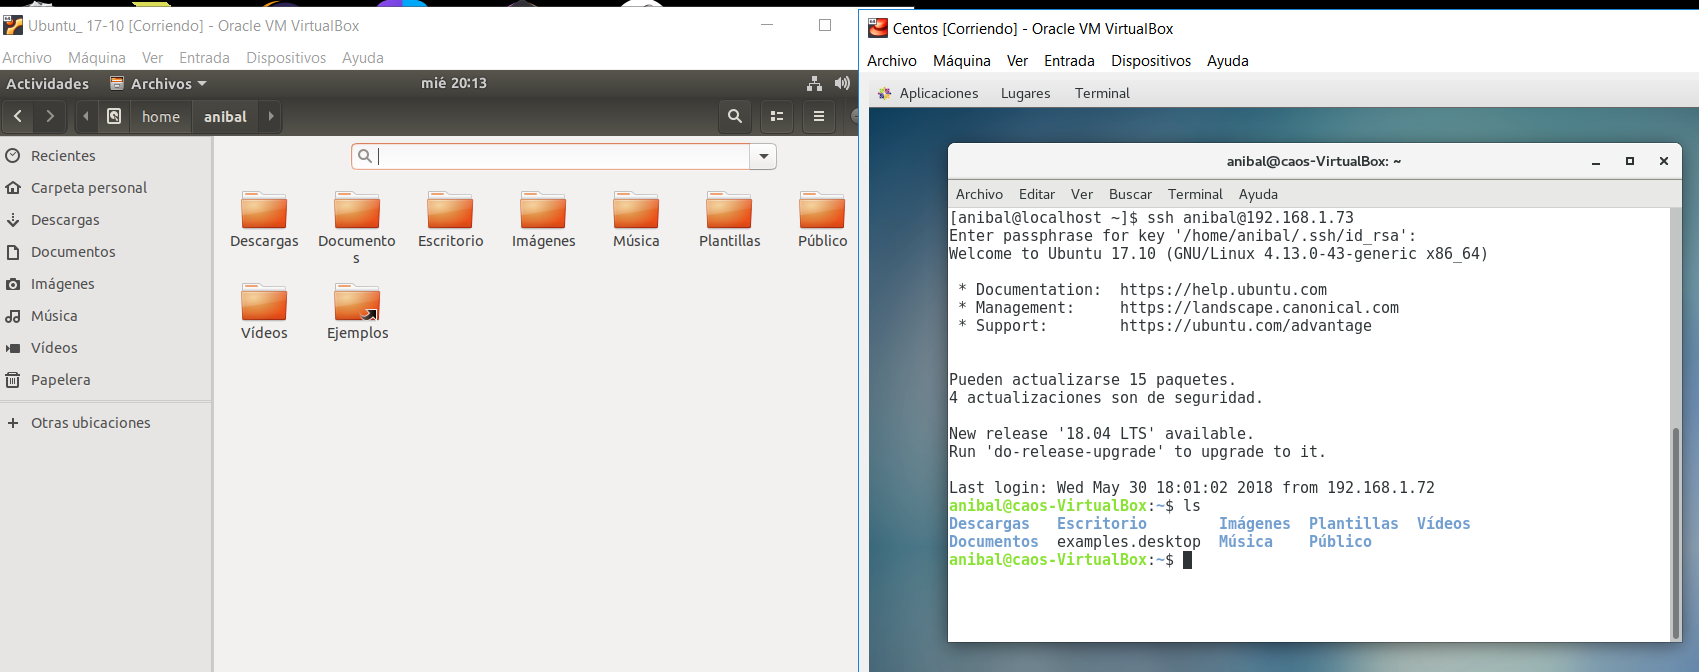 Ubuntu_ 17-10 [Corriendo] - Oracle VM VirtualBox
Archivo Máquina Ver Entrada Dispositivos Ayuda
Actividades Archivos mié 20:13
home anibal
Recientes
Carpeta personal
Descargas
Documentos
Imágenes
Música
Vídeos
Papelera
Otras ubicaciones
Descargas Documento Escritorio Imágenes Música Plantillas Público
s
Vídeos Ejemplos
Centos [Corriendo] - Oracle VM VirtualBox
Archivo Máquina Ver Entrada Dispositivos Ayuda
Aplicaciones Lugares Terminal
anibal@caos-VirtualBox: ~
Archivo Editar Ver Buscar Terminal Ayuda
[anibal@localhost ~]$ ssh anibal@192.168.1.73
Enter passphrase for key '/home/anibal/.ssh/id_rsa':
Welcome to Ubuntu 17.10 (GNU/Linux 4.13.0-43-generic x86_64)
* Documentation: https://help.ubuntu.com
* Management: https://landscape.canonical.com
* Support: https://ubuntu.com/advantage
Pueden actualizarse 15 paquetes.
4 actualizaciones son de seguridad.
New release '18.04 LTS' available.
Run 'do-release-upgrade' to upgrade to it.
Last login: Wed May 30 18:01:02 2018 from 192.168.1.72
anibal@caos-VirtualBox:~$ ls
Descargas Escritorio Imágenes Plantillas Vídeos
Documentos examples.desktop Música Público
anibal@caos-VirtualBox:~$